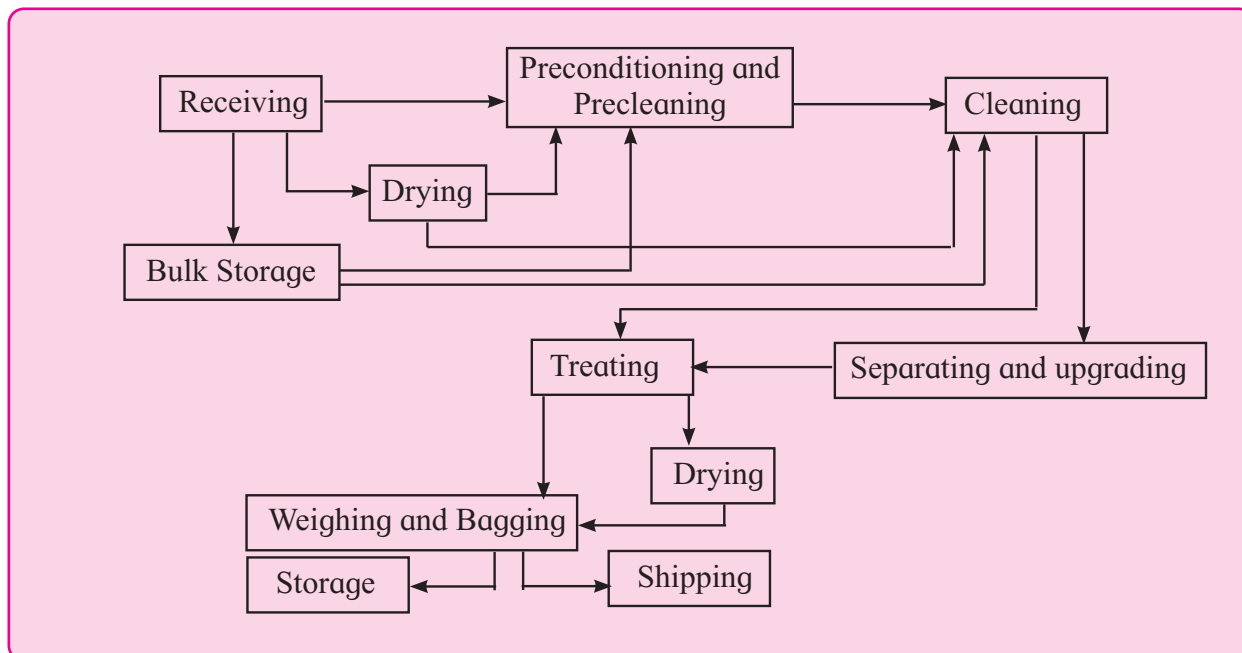 Preconditioning and
Precleaning
Receiving
Cleaning
Drying
Bulk Storage
Treating
Separating and upgrading
Drying
Weighing and Bagging
Storage
Shipping